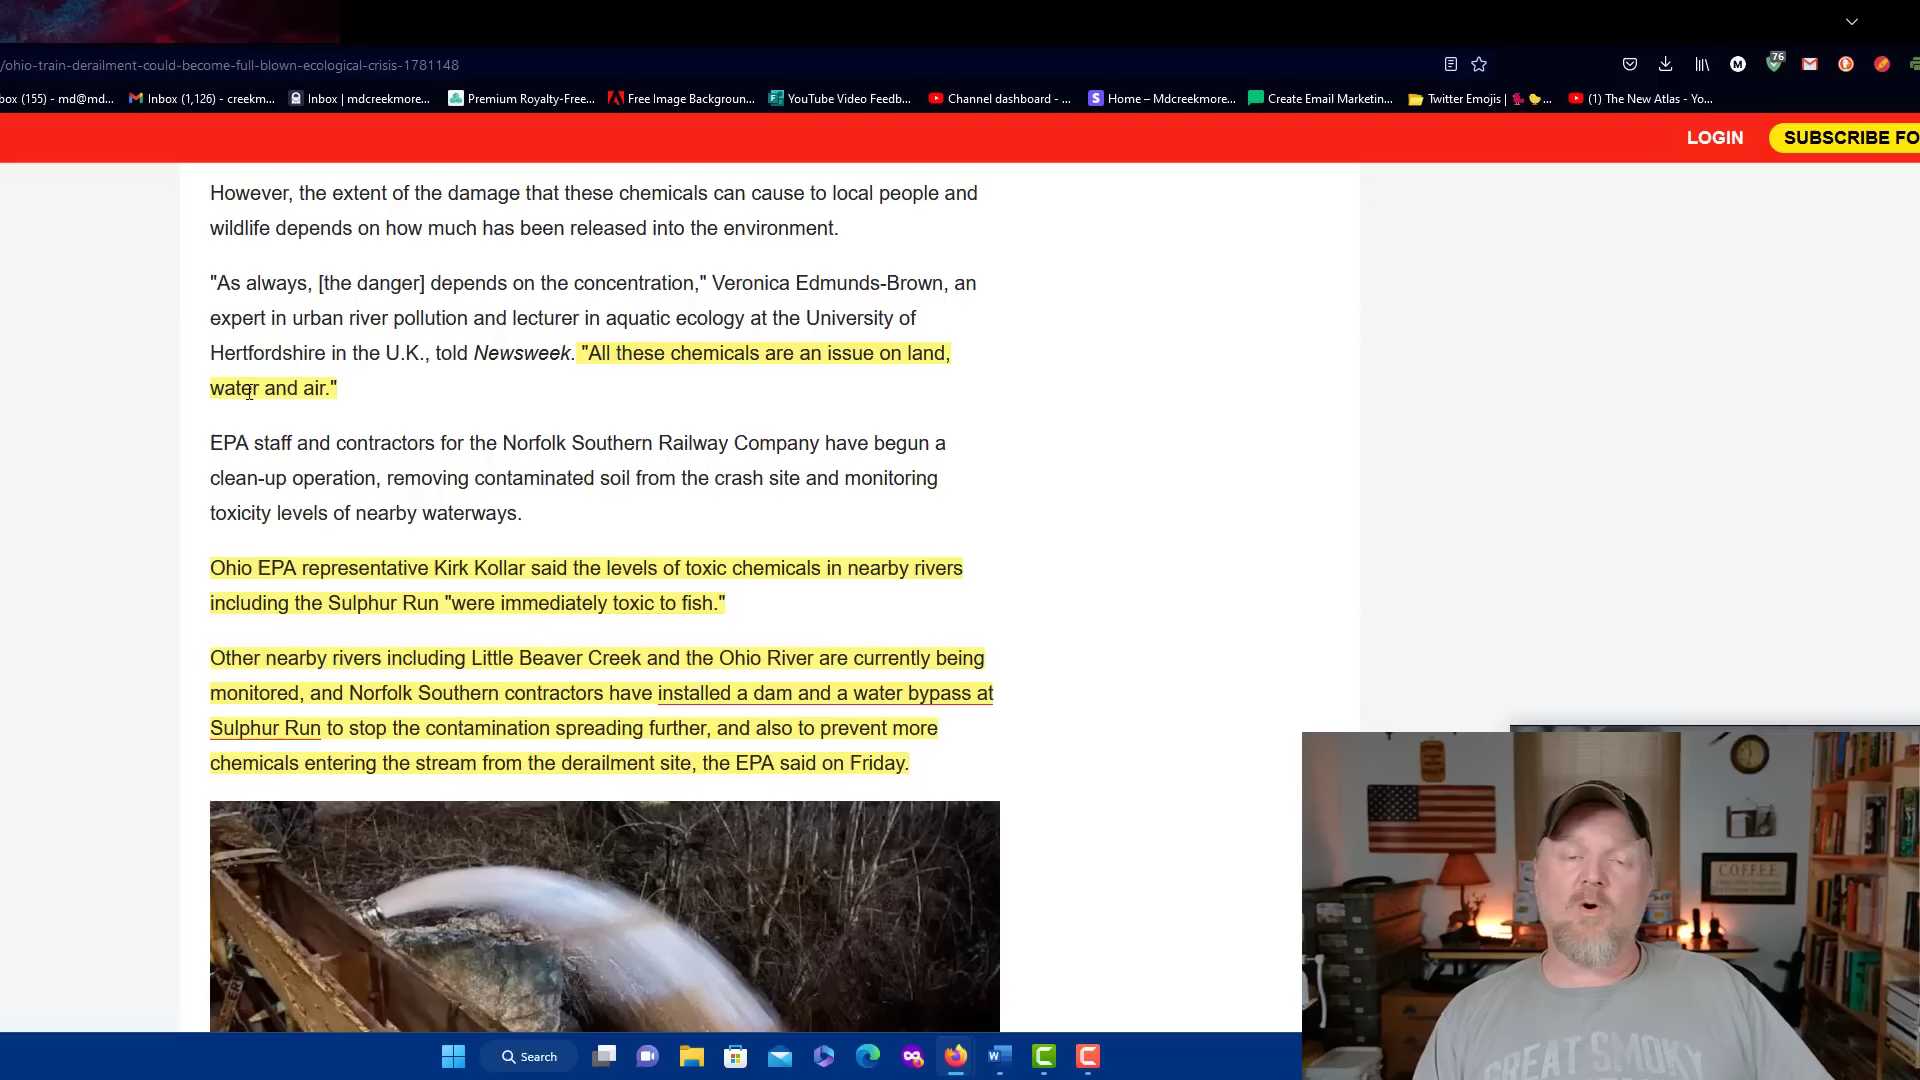 /ohio-train-derailment-could-become-full-blown-ecological-crisis-1781148
76
box (155) - md@md...
Inbox (1,126) - creekm...
Inbox | mdcreekmore...
Premium Royalty-Free...
Free Image Backgroun...
YouTube Video Feedb...
Channel dashboard - ...
Home – Mdcreekmore...
Create Email Marketin...
Twitter Emojis |
(1) The New Atlas - Yo...
LOGIN
SUBSCRIBE FO
However, the extent of the damage that these chemicals can cause to local people and
wildlife depends on how much has been released into the environment.
"As always, [the danger] depends on the concentration," Veronica Edmunds-Brown, an
expert in urban river pollution and lecturer in aquatic ecology at the University of
Hertfordshire in the U.K., told Newsweek. "All these chemicals are an issue on land,
water and air."
EPA staff and contractors for the Norfolk Southern Railway Company have begun a
clean-up operation, removing contaminated soil from the crash site and monitoring
toxicity levels of nearby waterways.
Ohio EPA representative Kirk Kollar said the levels of toxic chemicals in nearby rivers
including the Sulphur Run "were immediately toxic to fish."
Other nearby rivers including Little Beaver Creek and the Ohio River are currently being
monitored, and Norfolk Southern contractors have installed a dam and a water bypass at
Sulphur Run to stop the contamination spreading further, and also to prevent more
chemicals entering the stream from the derailment site, the EPA said on Friday.
C.O.F.F.E.E.
GREAT SMOKY
Search